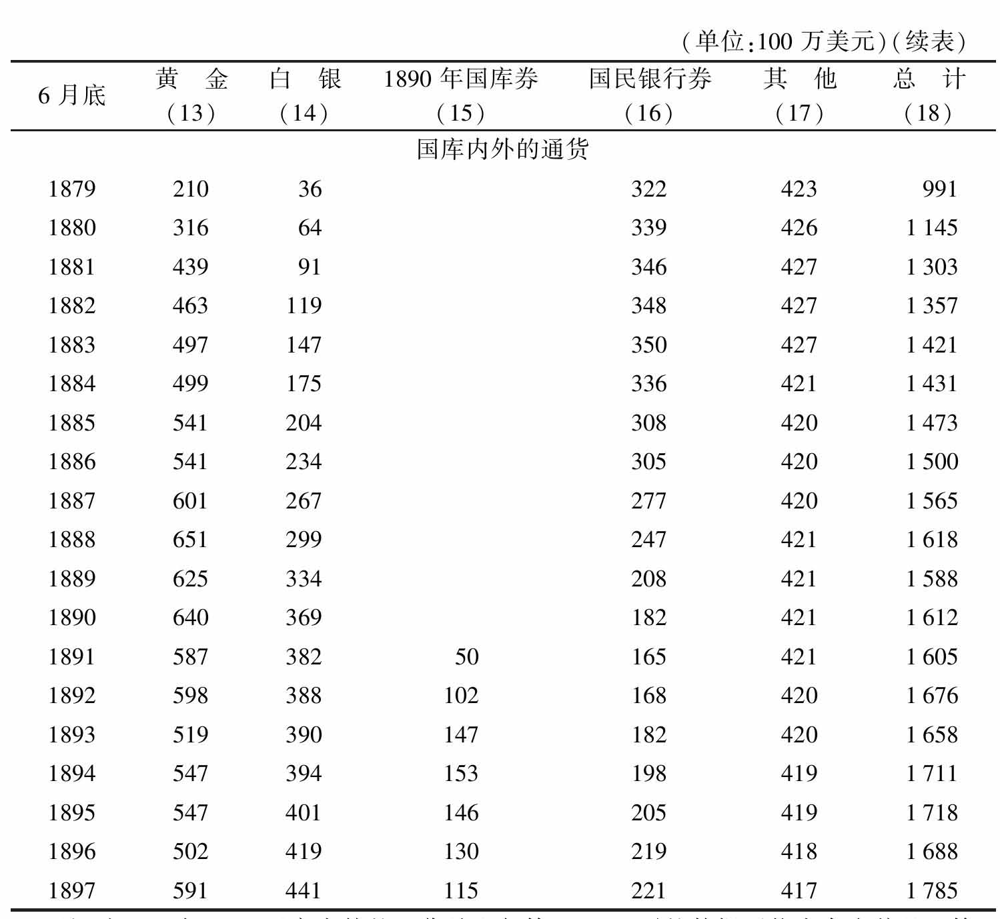 (单位:100 万美元)(续表)
6 月底 黄 金 白 银 1890 年国库券 国民银行券 其 他 总 计
(13) (14) (15) (16) (17) (18)
国库内外的通货
1879 210 36 322 423 991
1880 316 64 339 426 1 145
1881 439 91 346 427 1 303
1882 463 119 348 427 1 357
1883 497 147 350 427 1 421
1884 499 175 336 421 1 431
1885 541 204 308 420 1 473
1886 541 234 305 420 1 500
1887 601 267 277 420 1 565
1888 651 299 247 421 1 618
1889 625 334 208 421 1 588
1890 640 369 182 421 1 612
1891 587 382 50 165 421 1 605
1892 598 388 102 168 420 1 676
1893 519 390 147 182 420 1 658
1894 547 394 153 198 419 1 711
1895 547 401 146 205 419 1 718
1896 502 419 130 219 418 1 688
1897 591 441 115 221 417 1 785